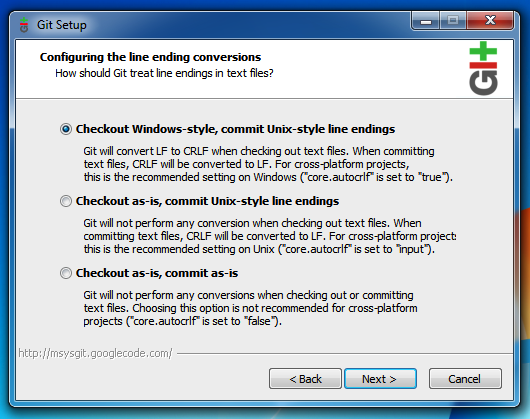 Git Setup
Configuring the line ending conversions
How should Git treat line endings in text files?
Git
Checkout Windows-style, commit Unix-style line endings
Git will convert LF to CRLF when checking out text files. When committing
text files, CRLF will be converted to LF. For cross-platform projects,
this is the recommended setting on Windows ("core.autocrlf" is set to "true").
Checkout as-is, commit Unix-style line endings
Git will not perform any conversion when checking out text files. When
committing text files, CRLF will be converted to LF. For cross-platform projects
this is the recommended setting on Unix ("core.autocrlf" is set to "input").
Checkout as-is, commit as-is
Git will not perform any conversions when checking out or committing
text files. Choosing this option is not recommended for cross-platform
projects ("core.autocrlf" is set to "false").
http://msysgit.googlecode.com/
< Back
Next >
Cancel